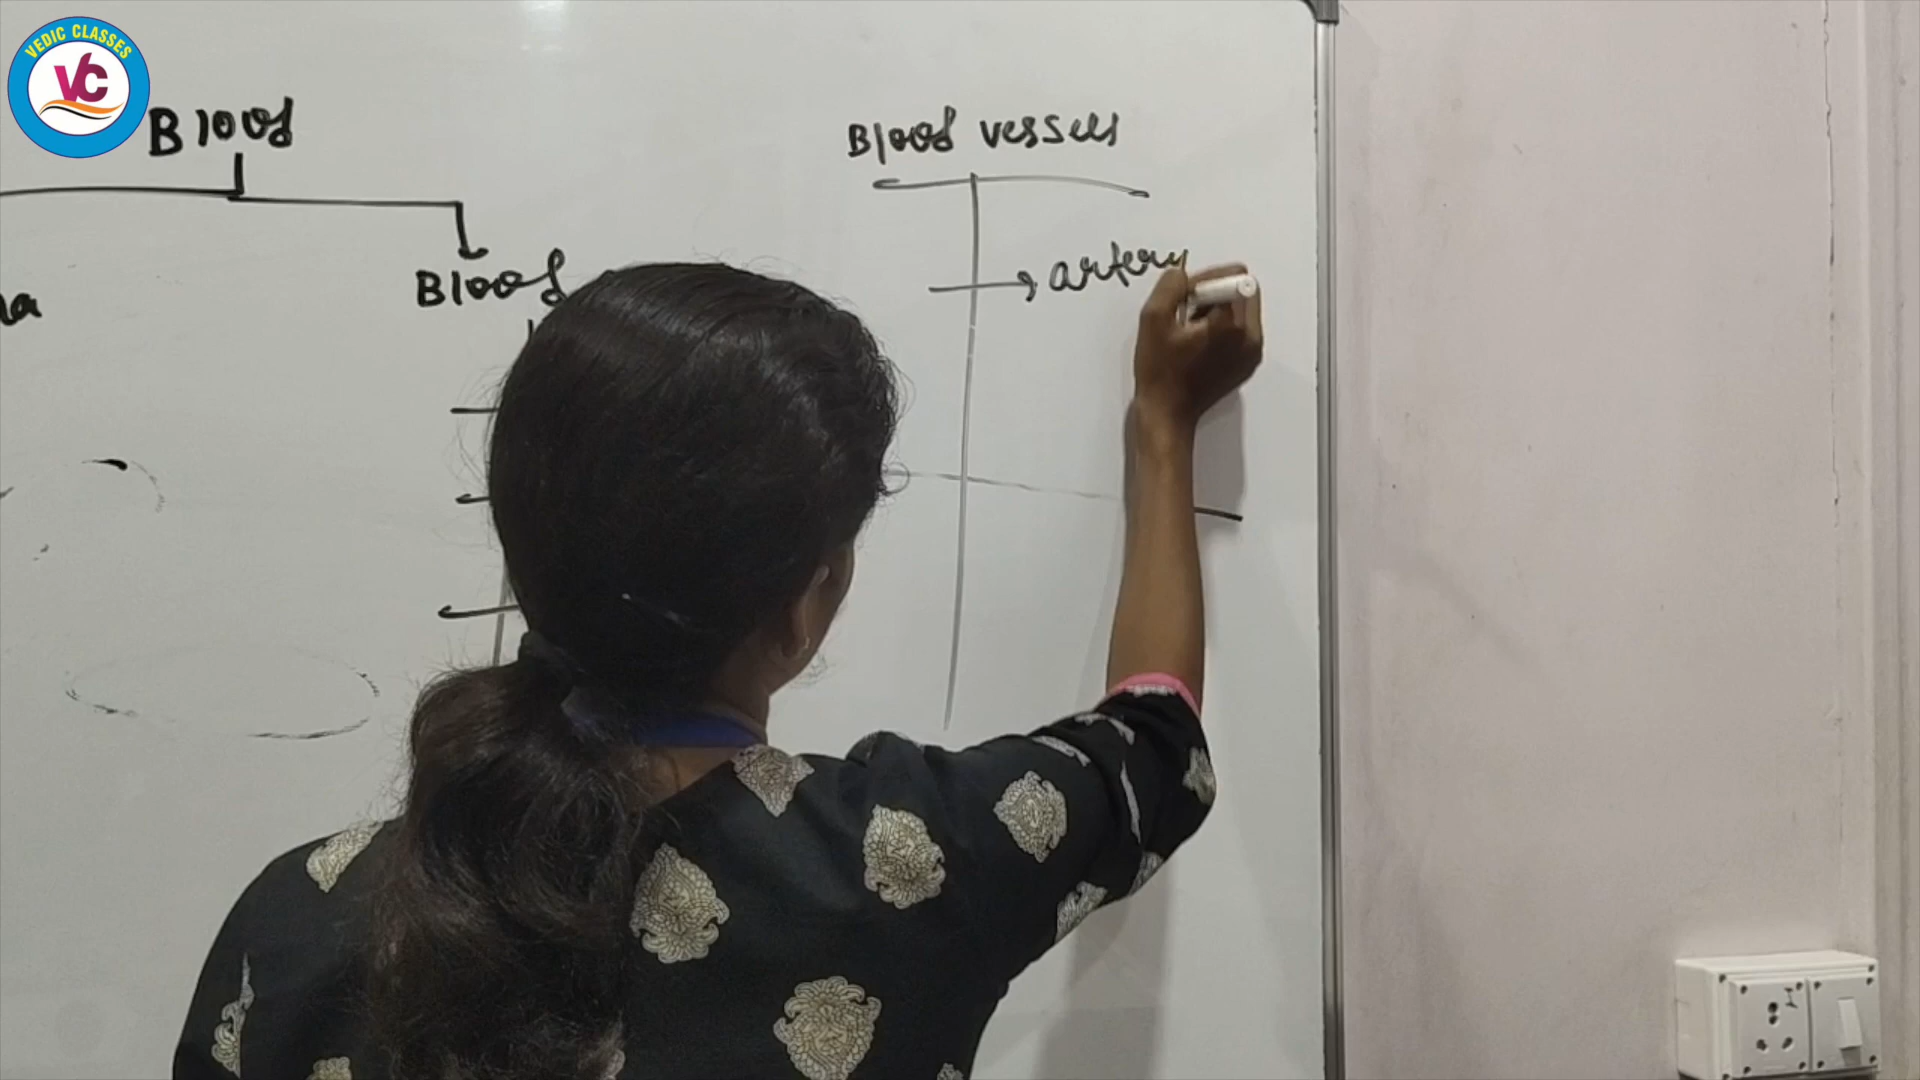 VEDIC CLASSES
VC
Blood
Blood vessels
artery
Blood